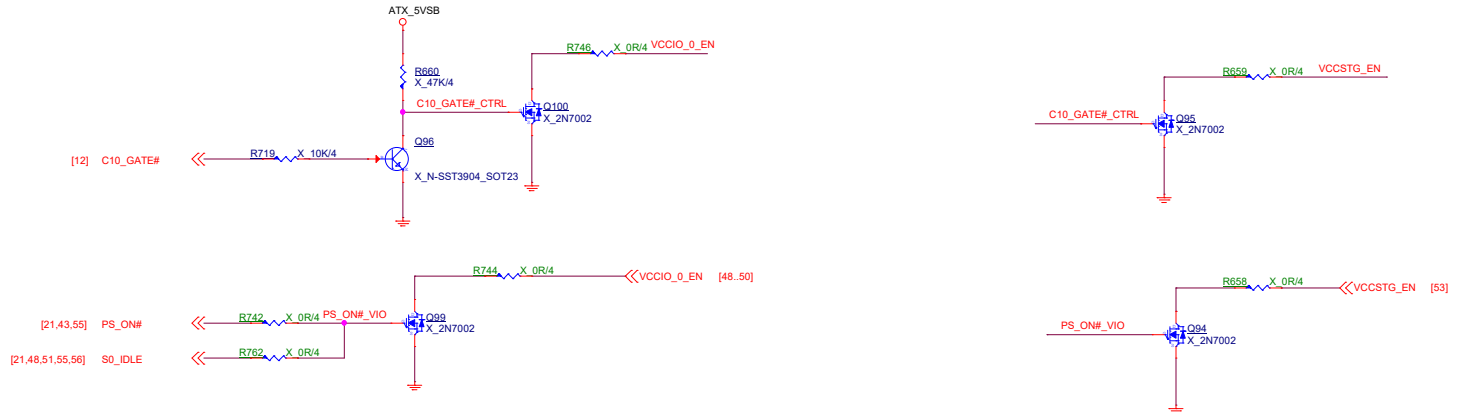 ATX_5VSB
R660
X_47K/4
R746 X_0R/4 VCCIO_0_EN
C10_GATE#_CTRL
Q100
X_2N7002
[12] C10_GATE#
R719 X_10K/4
Q96
X_N-SST3904_SOT23
R659 X_0R/4 VCCSTG_EN
C10_GATE#_CTRL
Q95
X_2N7002
R744 X_0R/4 VCCIO_0_EN [48..50]
[21,43,55] PS_ON# R742 X_0R/4 PS_ON#_VIO
Q99
X_2N7002
[21,48,51,55,56] S0_IDLE R762 X_0R/4
R658 X_0R/4 VCCSTG_EN [53]
PS_ON#_VIO
Q94
X_2N7002